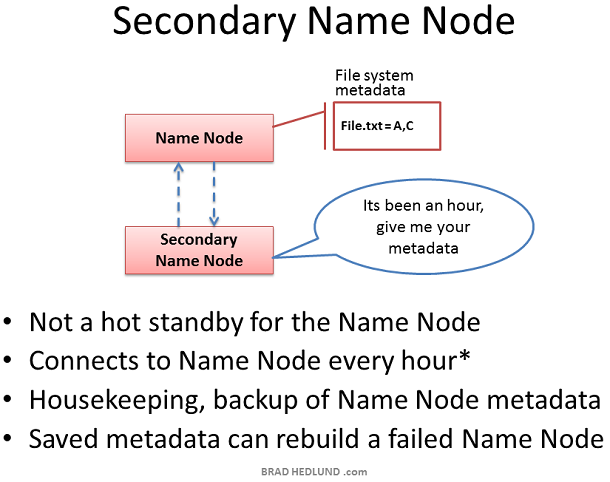 Secondary Name Node
File system
metadata
File.txt = A,C
Name Node
Its been an hour,
give me your
metadata
Secondary
Name Node
• Not a hot standby for the Name Node
• Connects to Name Node every hour*
• Housekeeping, backup of Name Node metadata
• Saved metadata can rebuild a failed Name Node
BRAD HEDLUND .com